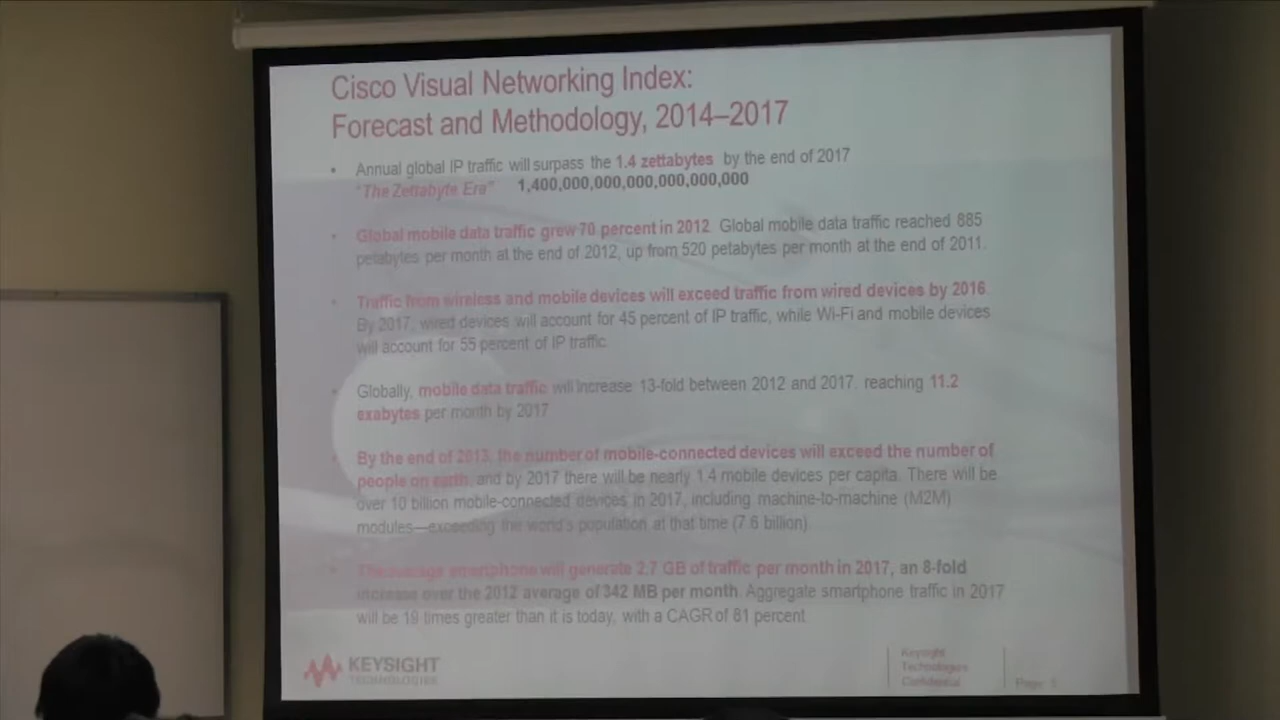 Cisco Visual Networking Index:
Forecast and Methodology, 2014–2017
• Annual global IP traffic will surpass the 1.4 zettabytes by the end of 2017
"The Zettabyte Era" 1,400,000,000,000,000,000,000
• Global mobile data traffic grew 70 percent in 2012. Global mobile data traffic reached 885
petabytes per month at the end of 2012, up from 520 petabytes per month at the end of 2011.
• Traffic from wireless and mobile devices will exceed traffic from wired devices by 2016.
By 2017, wired devices will account for 45 percent of IP traffic, while Wi-Fi and mobile devices
will account for 55 percent of IP traffic.
• Globally, mobile data traffic will increase 13-fold between 2012 and 2017, reaching 11.2
exabytes per month by 2017
• By the end of 2013, the number of mobile-connected devices will exceed the number of
people on earth, and by 2017 there will be nearly 1.4 mobile devices per capita. There will be
over 10 billion mobile-connected devices in 2017, including machine-to-machine (M2M)
modules—exceeding the world's population at that time (7.6 billion)
• The average smartphone will generate 2.7 GB of traffic per month in 2017, an 8-fold
increase over the 2012 average of 342 MB per month. Aggregate smartphone traffic in 2017
will be 19 times greater than it is today, with a CAGR of 81 percent.
KEYSIGHT
TECHNOLOGIES
Keysight
Technologies
Confidential
Page